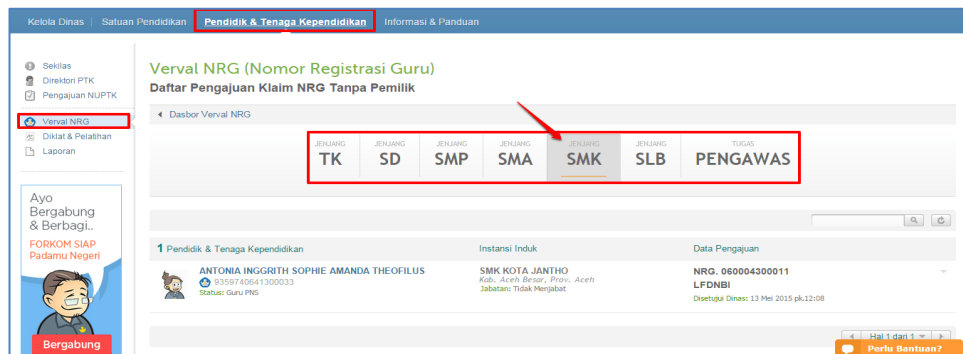 Kelola Dinas | Satuan Pendidikan Pendidik & Tenaga Kependidikan Informasi & Panduan
Sekilas
Direktori PTK
Pengajuan NUPTK
Verval NRG
Diklat & Pelatihan
Laporan
Ayo
Bergabung
& Berbagi..
FORKOM SIAP
Padamu Negeri
Bergabung
Verval NRG (Nomor Registrasi Guru)
Daftar Pengajuan Klaim NRG Tanpa Pemilik
Dasbor Verval NRG
JENJANG JENJANG JENJANG JENJANG JENJANG JENJANG TUGAS
TK SD SMP SMA SMK SLB PENGAWAS
1 Pendidik & Tenaga Kependidikan Instansi Induk Data Pengajuan
ANTONIA INGGRITH SOPHIE AMANDA THEOFILUS SMK KOTA JANTHO NRG. 060004300011
9359740641300033 Kab. Aceh Besar, Prov. Aceh LFDNBI
Status: Guru PNS Jabatan: Tidak Menjabat Disetujui Dinas: 13 Mei 2015 pk.12:08
Hal 1 dari 1
Perlu Bantuan?